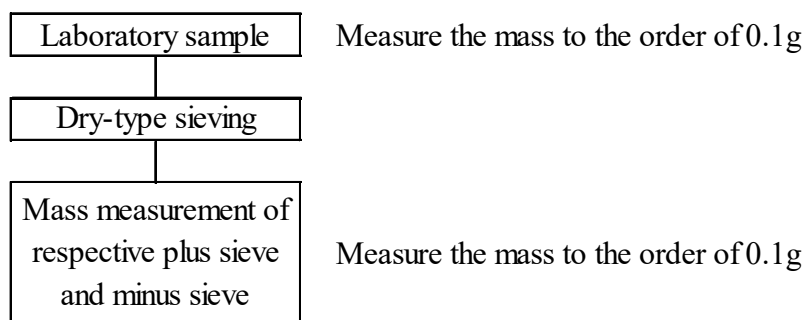 Laboratory sample
Measure the mass to the order of 0.1g
Dry-type sieving
Mass measurement of
respective plus sieve
and minus sieve
Measure the mass to the order of 0.1g